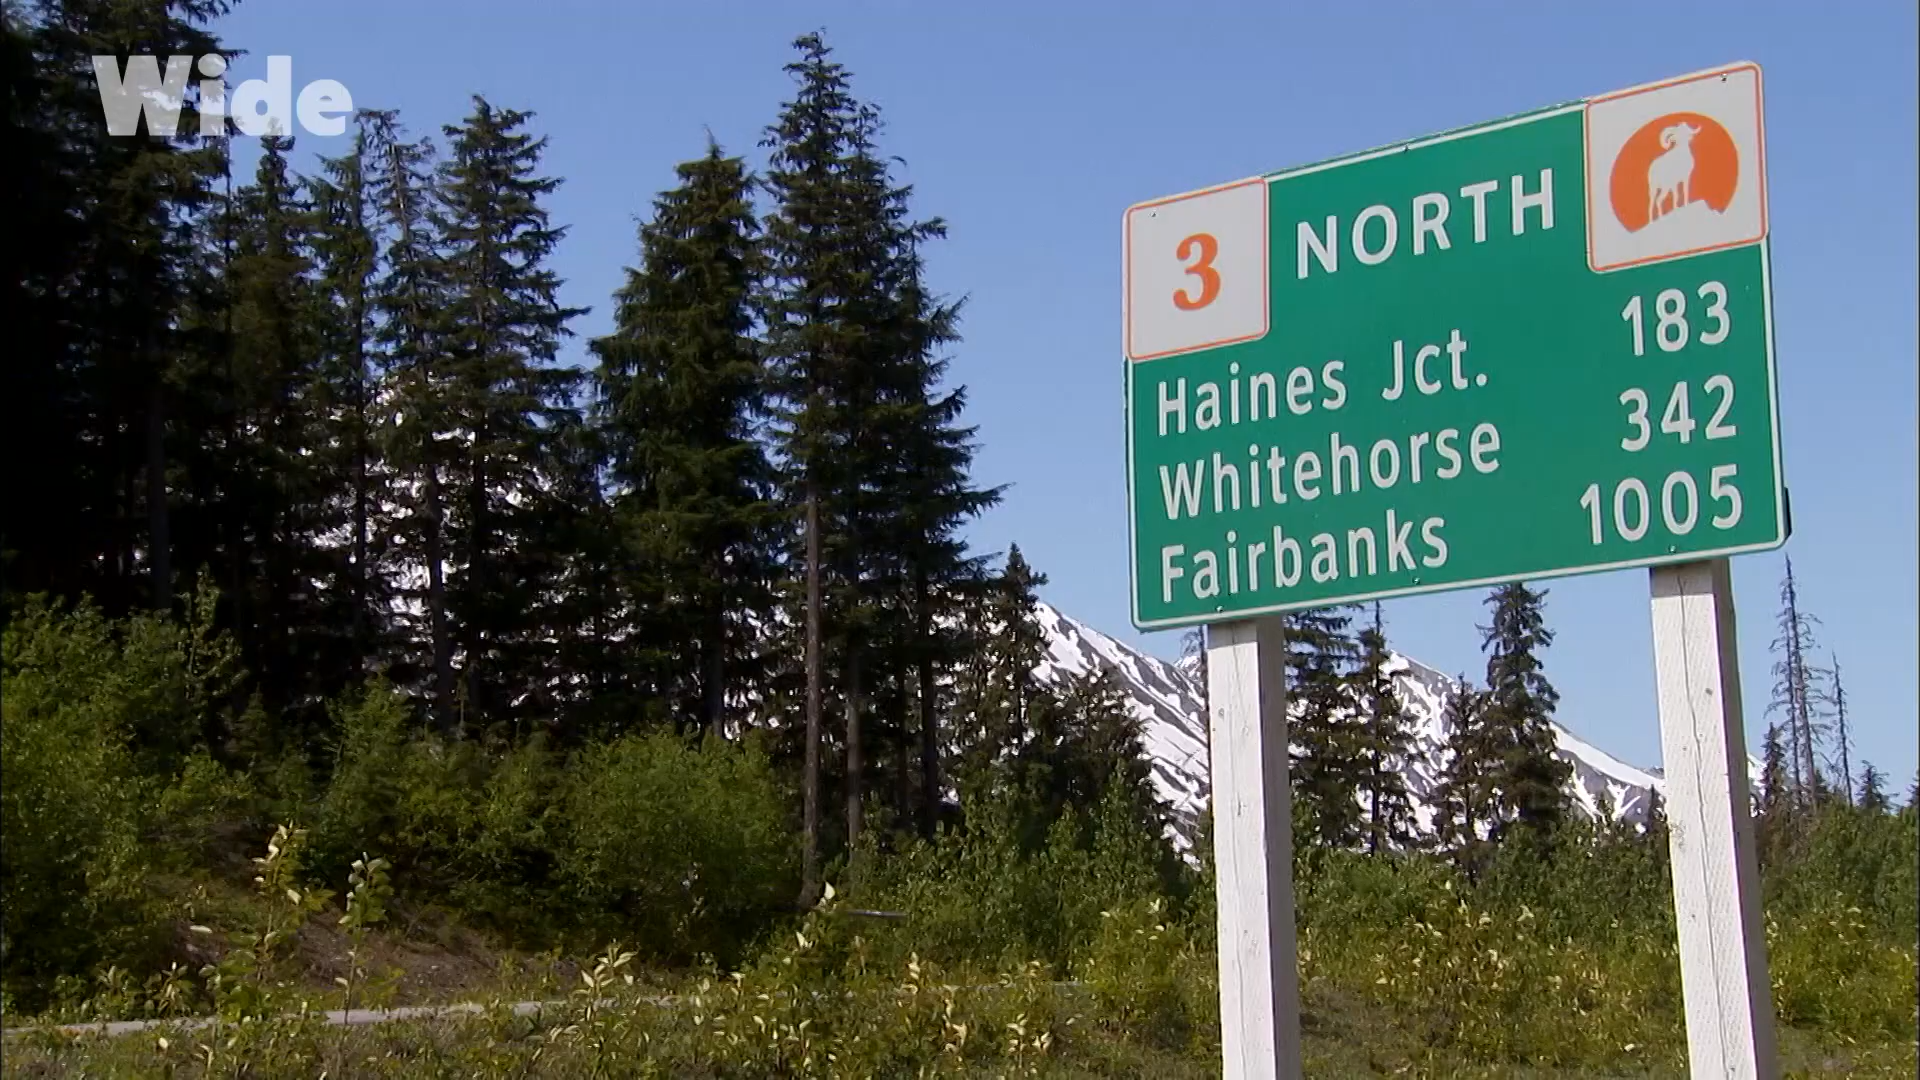 Wide
3 NORTH
Haines Jct. 183
Whitehorse 342
Fairbanks 1005